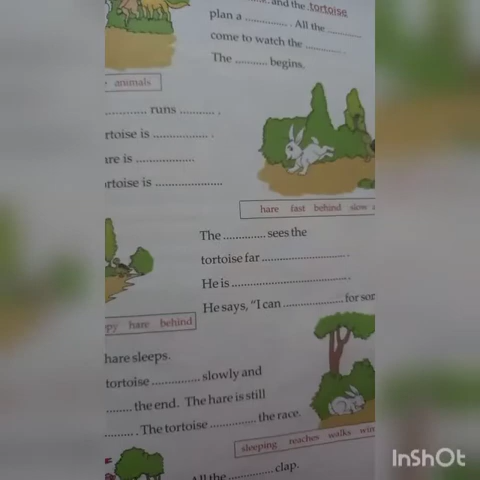 and the tortoise
plan a ............... . All the ............
come to watch the ............ .
The ........... begins.
animals
.............. runs ........... .
rtoise is .................. .
are is ...................
rtoise is .......................
hare fast behind slow
The .............. sees the
tortoise far ............................ .
He is ....................................
He says, "I can .................... for som
py hare behind
hare sleeps.
tortoise ................ slowly and
......... the end. The hare is still
.......... . The tortoise ............... the race.
sleeping reaches walks win
All the ............... clap.
InShOt